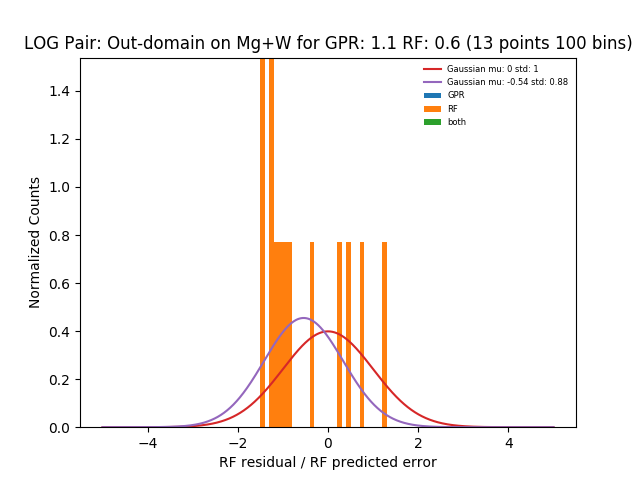 LOG Pair: Out-domain on Mg+W for GPR: 1.1 RF: 0.6 (13 points 100 bins)
Gaussian mu: 0 std: 1
Gaussian mu: -0.54 std: 0.88
GPR
RF
both
Normalized Counts
1.4
1.2
1.0
0.8
0.6
0.4
0.2
0.0
−4 −2 0 2 4
RF residual / RF predicted error